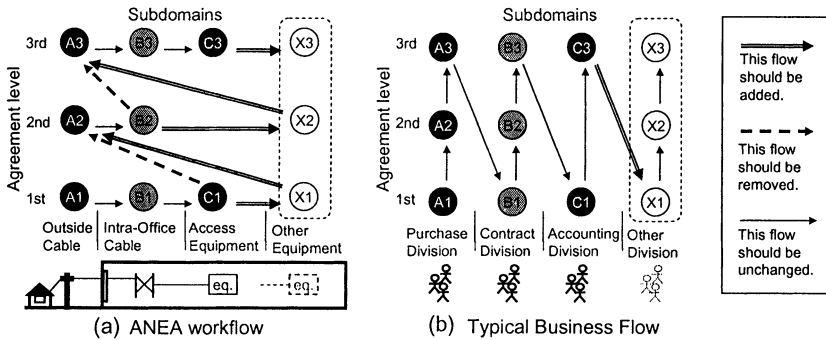 Subdomains
Agreement level
3rd
A3
B3
C3
X3
2nd
A2
B2
X2
1st
A1
B1
C1
X1
Outside Cable
Intra-Office Cable
Access Equipment
Other Equipment
eq.
eq.
(a) ANEA workflow
Subdomains
Agreement level
3rd
A3
B3
C3
X3
2nd
A2
B2
X2
1st
A1
B1
C1
X1
Purchase Division
Contract Division
Accounting Division
Other Division
(b) Typical Business Flow
This flow
should be
added.
This flow
should be
removed.
This flow
should be
unchanged.